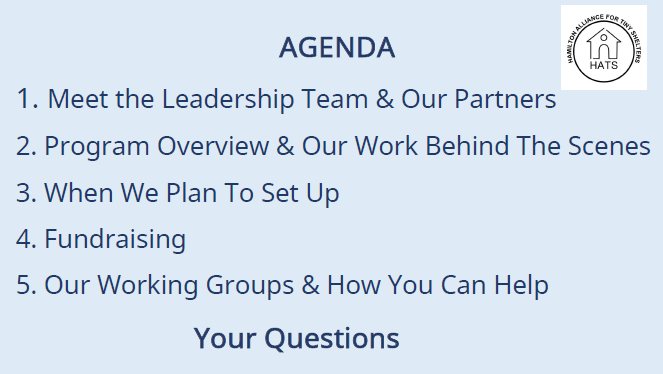 AGENDA
HAMILTON ALLIANCE FOR TINY SHELTERS
HATS
1. Meet the Leadership Team & Our Partners
2. Program Overview & Our Work Behind The Scenes
3. When We Plan To Set Up
4. Fundraising
5. Our Working Groups & How You Can Help
Your Questions